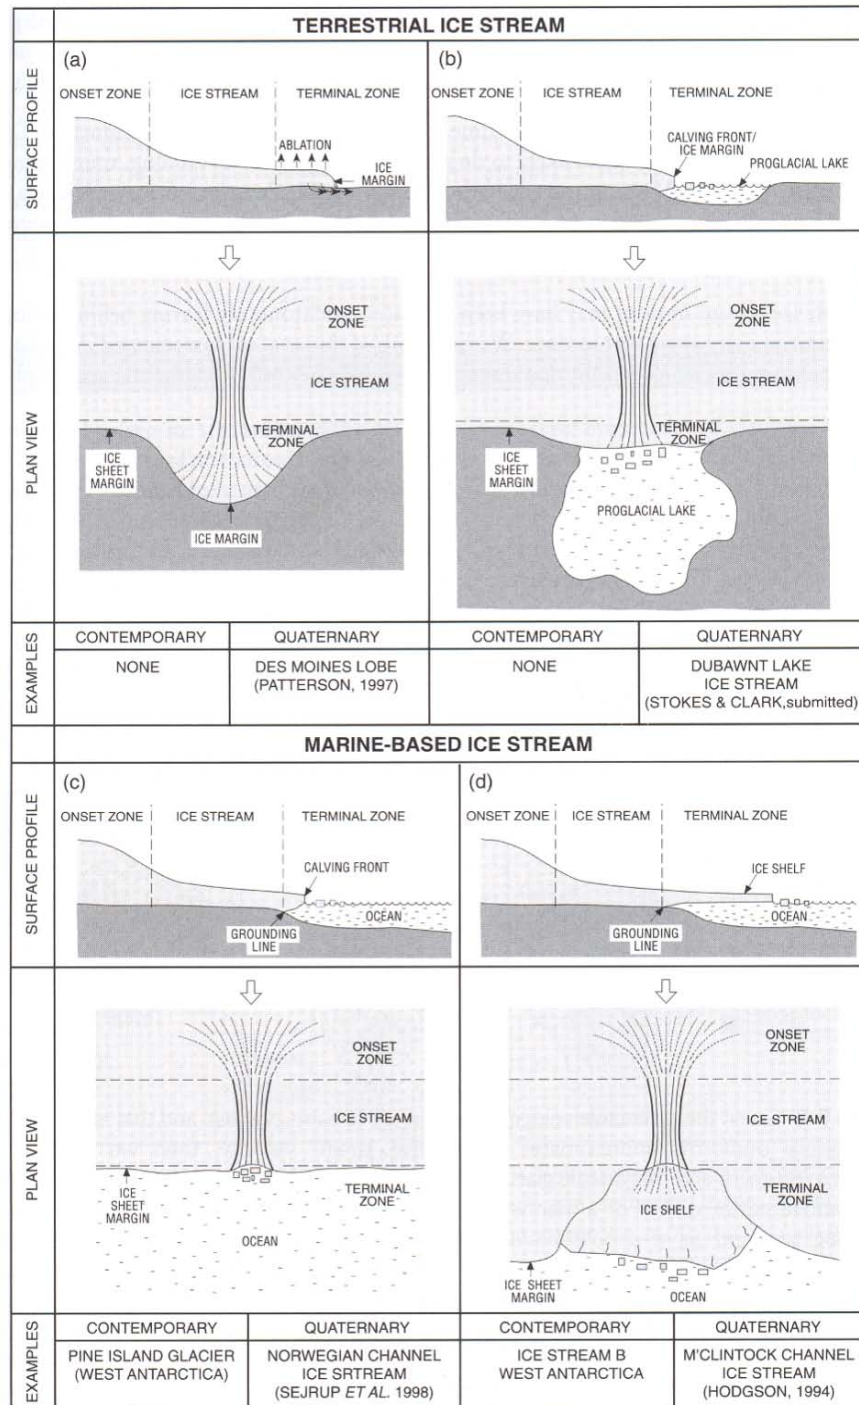 TERRESTRIAL ICE STREAM
SURFACE PROFILE
(a)
ONSET ZONE
ICE STREAM
TERMINAL ZONE
ABLATION
ICE
MARGIN
(b)
ONSET ZONE
ICE STREAM
TERMINAL ZONE
CALVING FRONT/
ICE MARGIN
PROGLACIAL LAKE
PLAN VIEW
ONSET
ZONE
ICE STREAM
TERMINAL
ZONE
ICE
SHEET
MARGIN
ICE MARGIN
ONSET
ZONE
ICE STREAM
TERMINAL
ZONE
ICE
SHEET
MARGIN
PROGLACIAL LAKE
EXAMPLES
CONTEMPORARY
QUATERNARY
CONTEMPORARY
QUATERNARY
NONE
DES MOINES LOBE
(PATTERSON, 1997)
NONE
DUBAWNT LAKE
ICE STREAM
(STOKES & CLARK,submitted)
MARINE-BASED ICE STREAM
SURFACE PROFILE
(c)
ONSET ZONE
ICE STREAM
TERMINAL ZONE
CALVING FRONT
OCEAN
GROUNDING
LINE
(d)
ONSET ZONE
ICE STREAM
TERMINAL ZONE
ICE SHELF
OCEAN
GROUNDING
LINE
PLAN VIEW
ONSET
ZONE
ICE STREAM
ICE
SHEET
MARGIN
TERMINAL
ZONE
OCEAN
ONSET
ZONE
ICE STREAM
TERMINAL
ZONE
ICE SHELF
ICE SHEET
MARGIN
OCEAN
EXAMPLES
CONTEMPORARY
QUATERNARY
CONTEMPORARY
QUATERNARY
PINE ISLAND GLACIER
(WEST ANTARCTICA)
NORWEGIAN CHANNEL
ICE SRTREAM
(SEJRUP ET AL. 1998)
ICE STREAM B
WEST ANTARCTICA
M'CLINTOCK CHANNEL
ICE STREAM
(HODGSON, 1994)